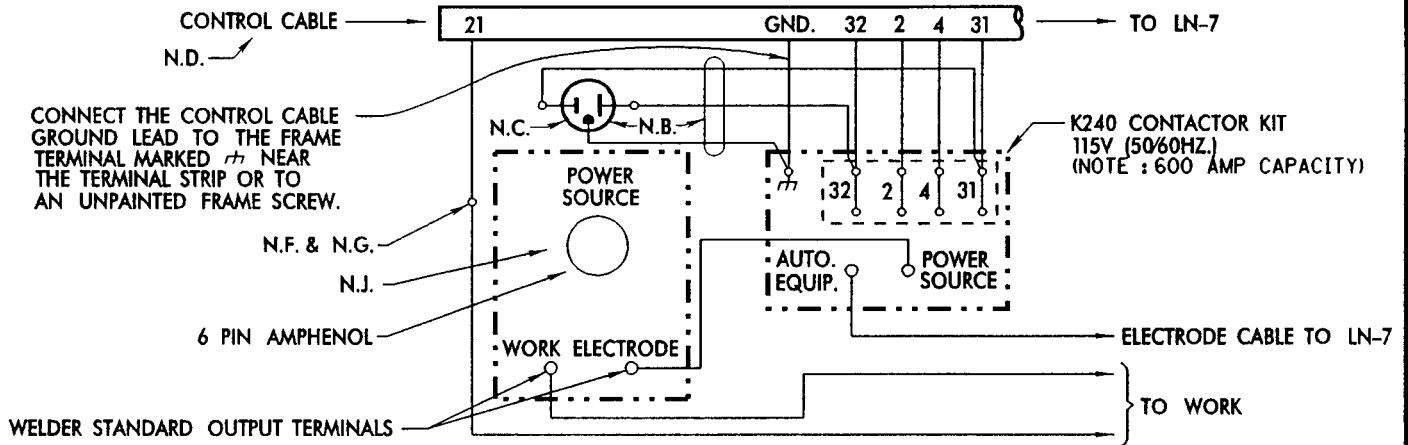 CONTROL CABLE
21 GND. 32 2 4 31
TO LN-7
N.D.
CONNECT THE CONTROL CABLE
GROUND LEAD TO THE FRAME
TERMINAL MARKED NEAR
THE TERMINAL STRIP OR TO
AN UNPAINTED FRAME SCREW.
N.C.
N.B.
K240 CONTACTOR KIT
115V (50/60HZ.)
(NOTE : 600 AMP CAPACITY)
POWER
SOURCE
32 2 4 31
N.F. & N.G.
N.J.
AUTO.
EQUIP.
POWER
SOURCE
6 PIN AMPHENOL
ELECTRODE CABLE TO LN-7
WORK ELECTRODE
TO WORK
WELDER STANDARD OUTPUT TERMINALS